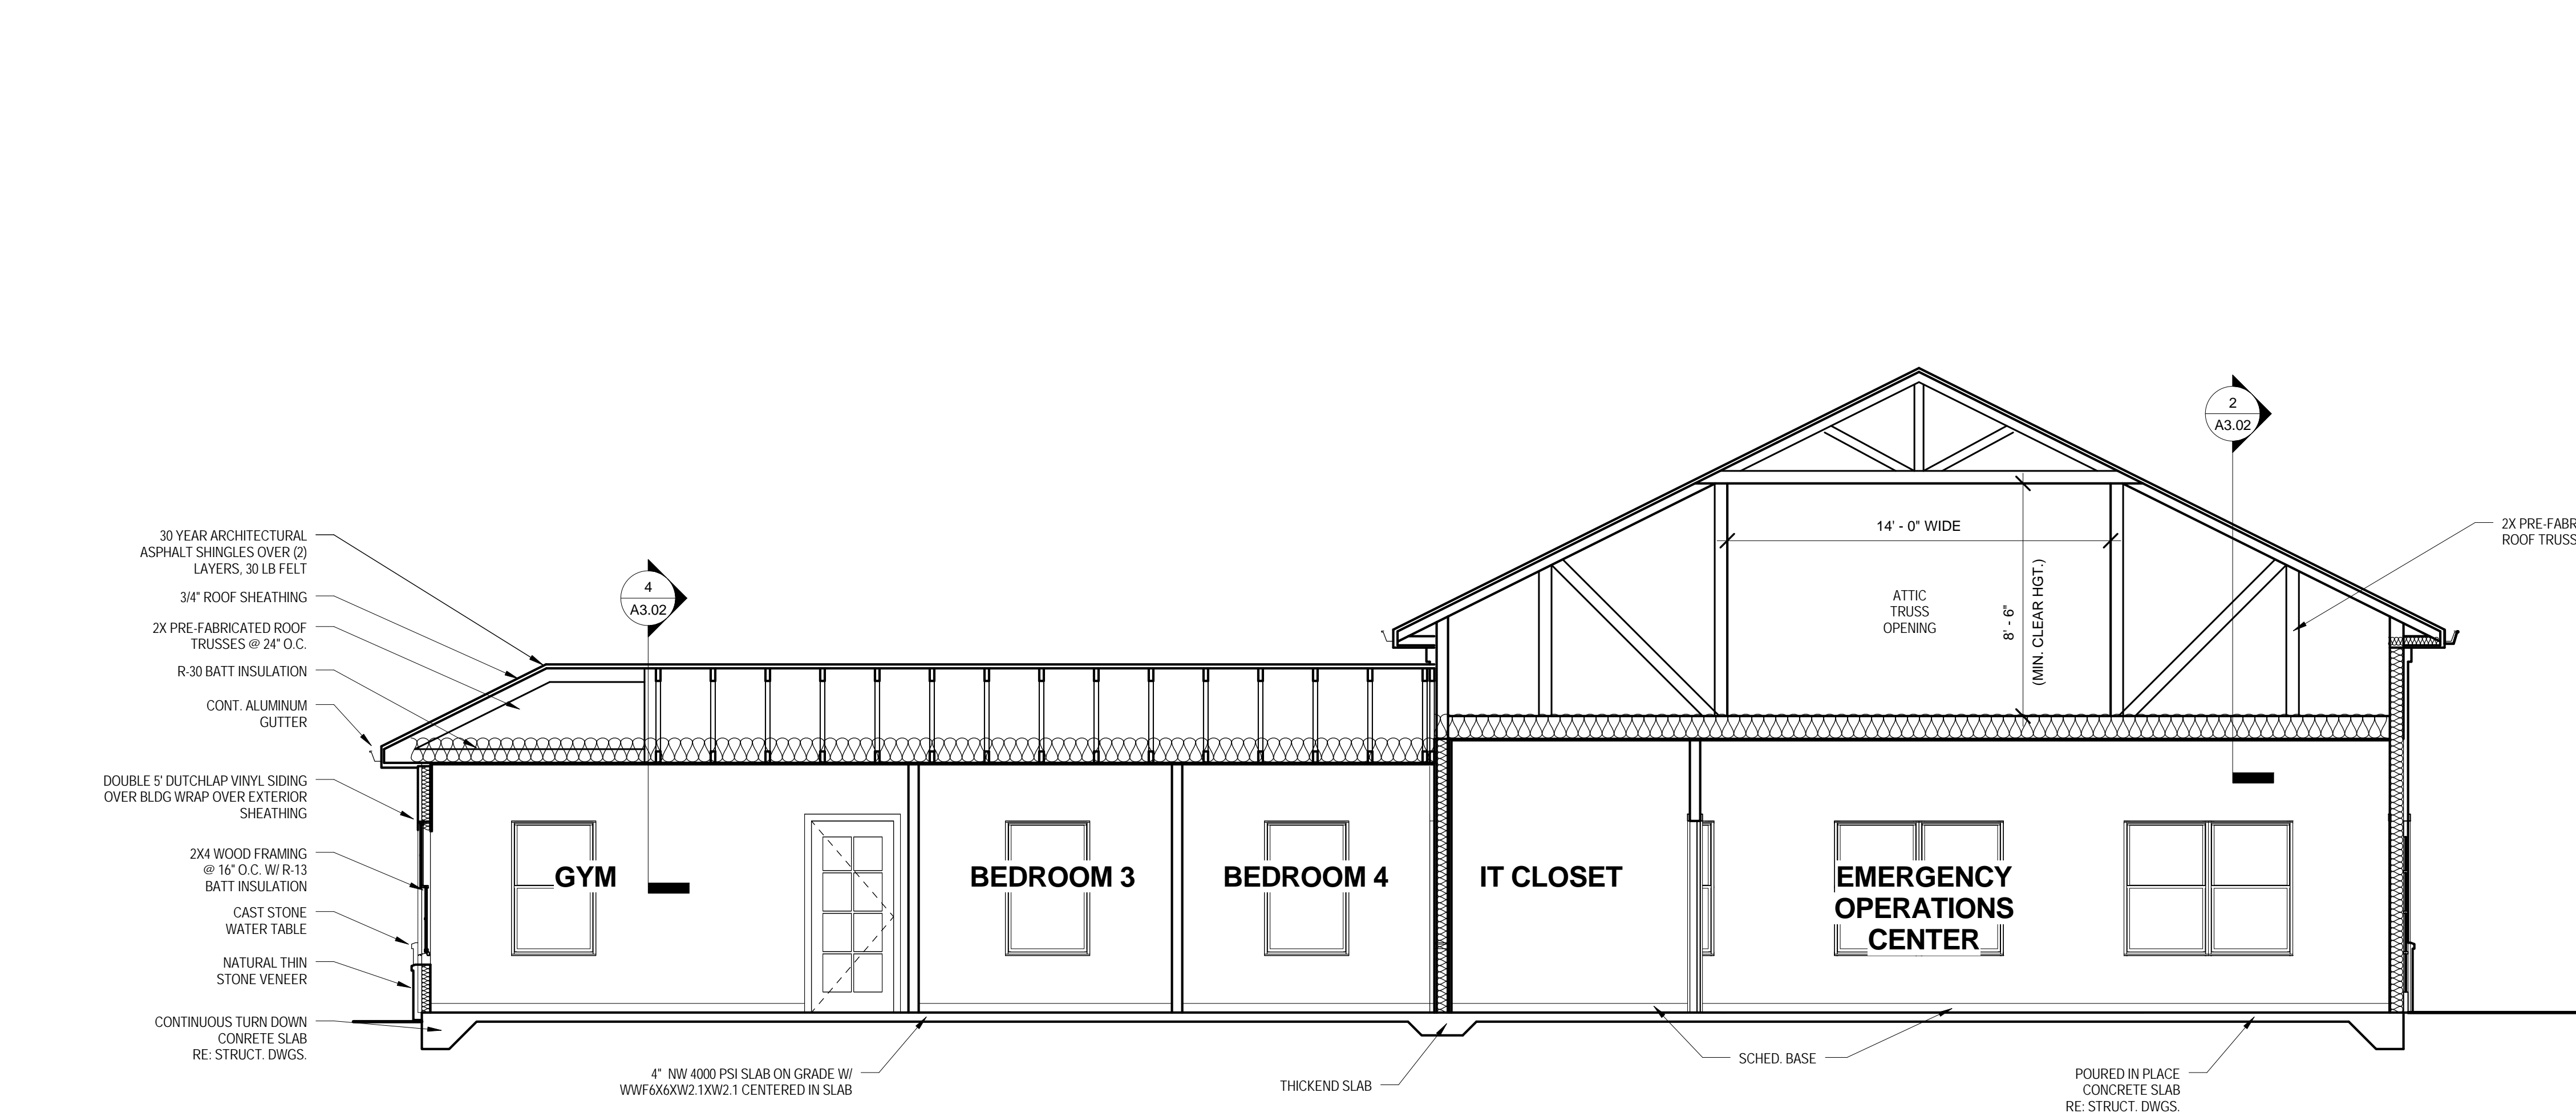 2
A3.02
30 YEAR ARCHITECTURAL
ASPHALT SHINGLES OVER (2)
LAYERS, 30 LB FELT
3/4" ROOF SHEATHING
2X PRE-FABRICATED ROOF
TRUSSES @ 24" O.C.
R-30 BATT INSULATION
CONT. ALUMINUM
GUTTER
DOUBLE 5' DUTCHLAP VINYL SIDING
OVER BLDG WRAP OVER EXTERIOR
SHEATHING
2X4 WOOD FRAMING
@ 16" O.C. W/ R-13
BATT INSULATION
CAST STONE
WATER TABLE
NATURAL THIN
STONE VENEER
CONTINUOUS TURN DOWN
CONRETE SLAB
RE: STRUCT. DWGS.
4
A3.02
14' - 0" WIDE
ATTIC
TRUSS
OPENING
8' - 6"
(MIN. CLEAR HGT.)
2X PRE-FABR
ROOF TRUSS
GYM
BEDROOM 3
BEDROOM 4
IT CLOSET
EMERGENCY
OPERATIONS
CENTER
4"  NW 4000 PSI SLAB ON GRADE W/
WWF6X6XW2.1XW2.1 CENTERED IN SLAB
THICKEND SLAB
SCHED. BASE
POURED IN PLACE
CONCRETE SLAB
RE: STRUCT. DWGS.